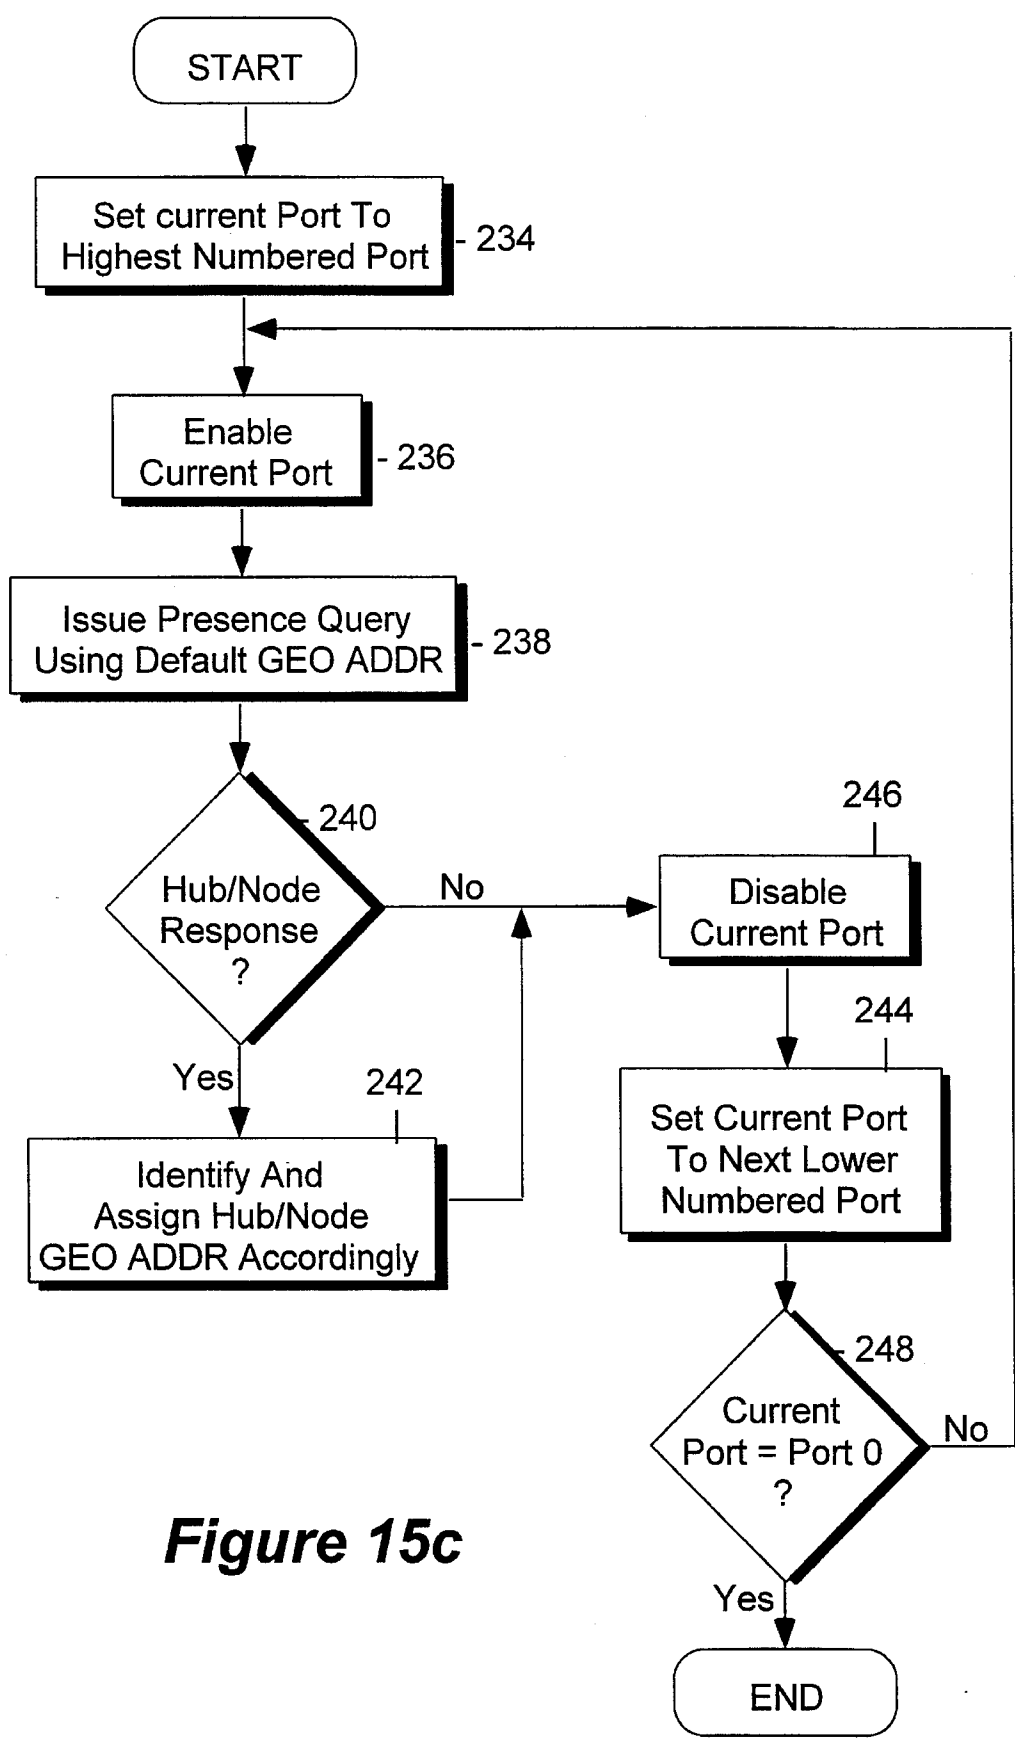 START
Set current Port To
Highest Numbered Port
- 234
Enable
Current Port
- 236
Issue Presence Query
Using Default GEO ADDR
- 238
- 240
Hub/Node
Response
?
No
Yes
242
Identify And
Assign Hub/Node
GEO ADDR Accordingly
246
Disable
Current Port
244
Set Current Port
To Next Lower
Numbered Port
- 248
Current
Port = Port 0
?
No
Yes
END
Figure 15c